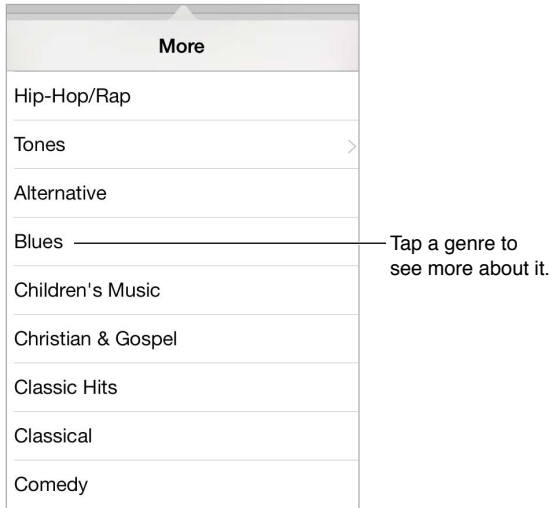 More
Hip-Hop/Rap
Tones
Alternative
Blues
Tap a genre to
see more about it.
Children's Music
Christian & Gospel
Classic Hits
Classical
Comedy